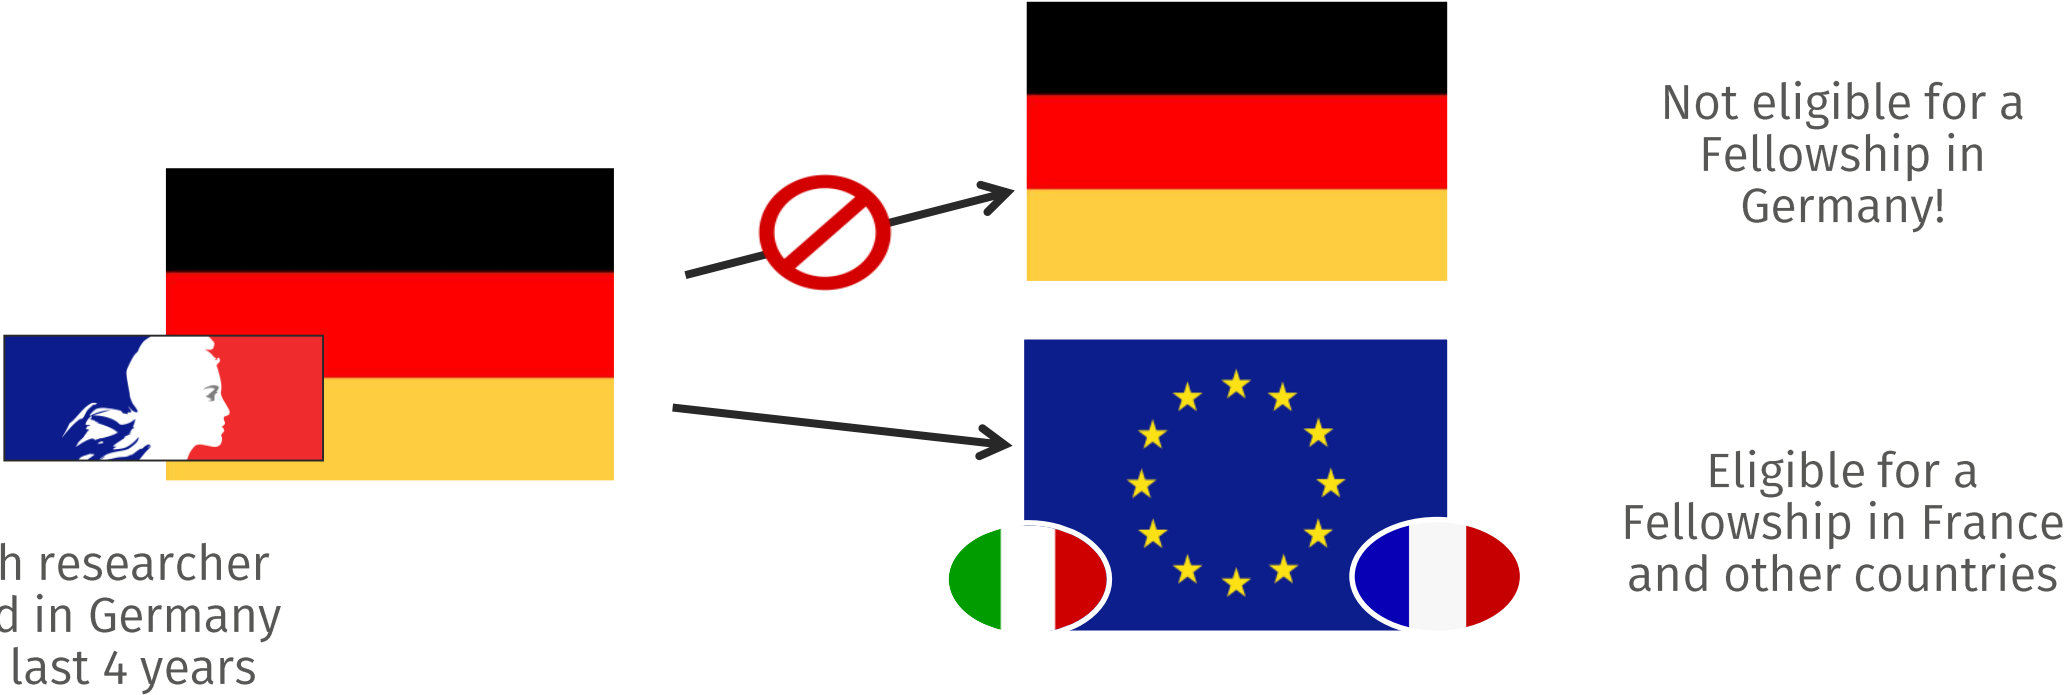 Not eligible for a
Fellowship in
Germany!
Eligible for a
Fellowship in France
and other countries
researcher
in Germany
last 4 years